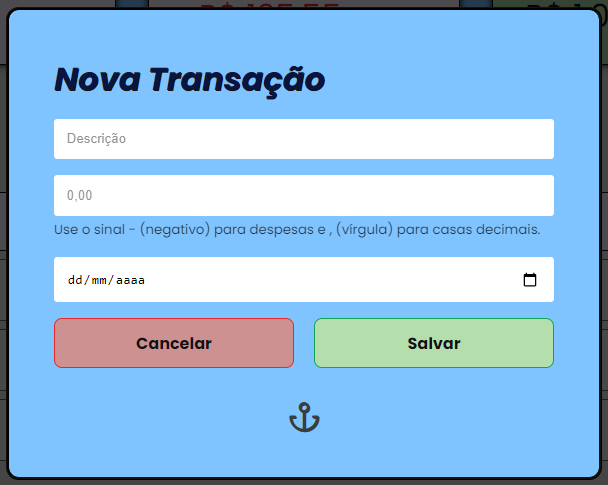 Nova Transação
Descrição
0,00
Use o sinal - (negativo) para despesas e , (vírgula) para casas decimais.
dd/mm/aaaa
Cancelar
Salvar